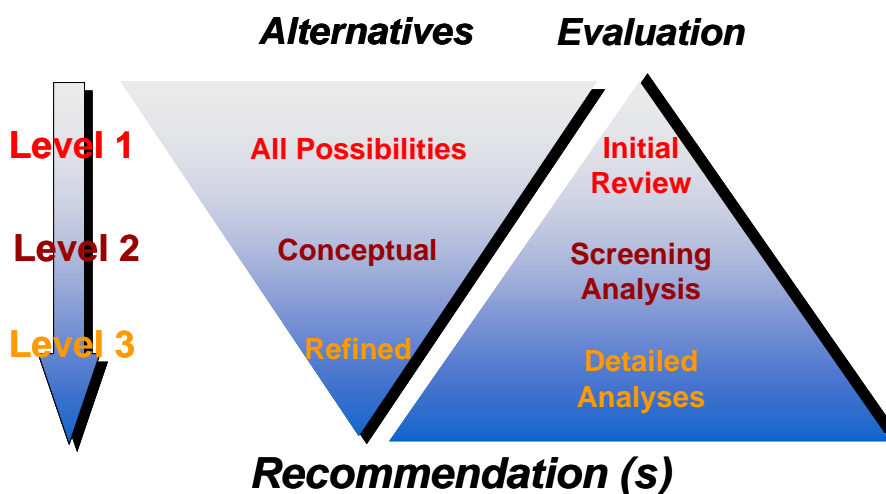 Alternatives Evaluation
Level 1 All Possibilities Initial
Review
Level 2 Conceptual Screening
Analysis
Level 3 Refined Detailed
Analyses
Recommendation (s)